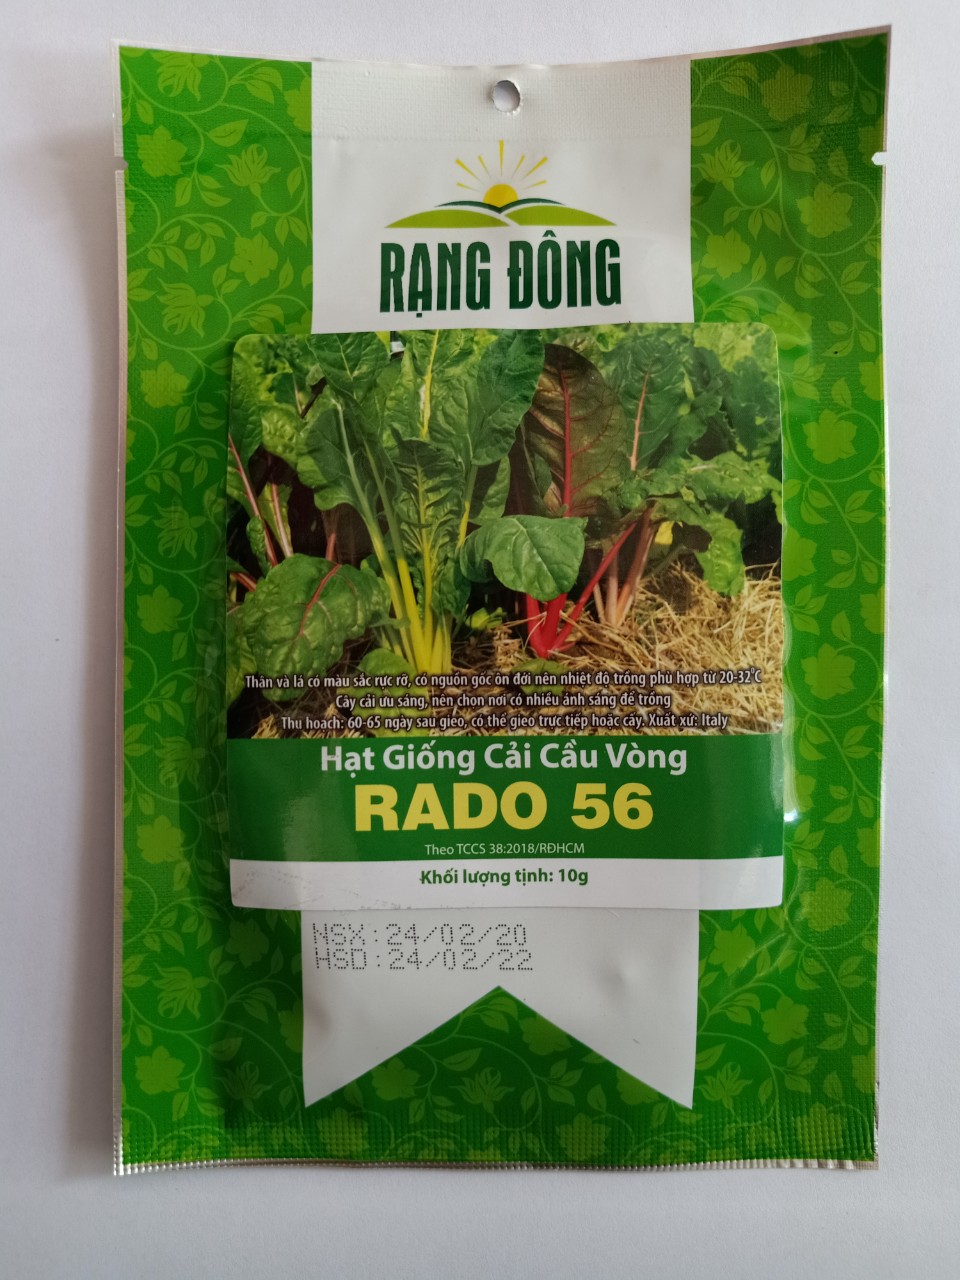 RẠNG ĐÔNG
Thân và lá có màu sắc rực rỡ, có nguồn gốc ôn đới nên nhiệt độ trồng phù hợp từ 20-32°C
Cây cải ưu sáng, nên chọn nơi có nhiều ánh sáng để trồng
Thu hoạch: 60-65 ngày sau gieo, có thể gieo trực tiếp hoặc cấy. Xuất xứ: Italy
Hạt Giống Cải Cầu Vòng
RADO 56
Theo TCCS 38:2018/RĐHCM
Khối lượng tịnh: 10g
NSX:24/02/20
HSD:24/02/22